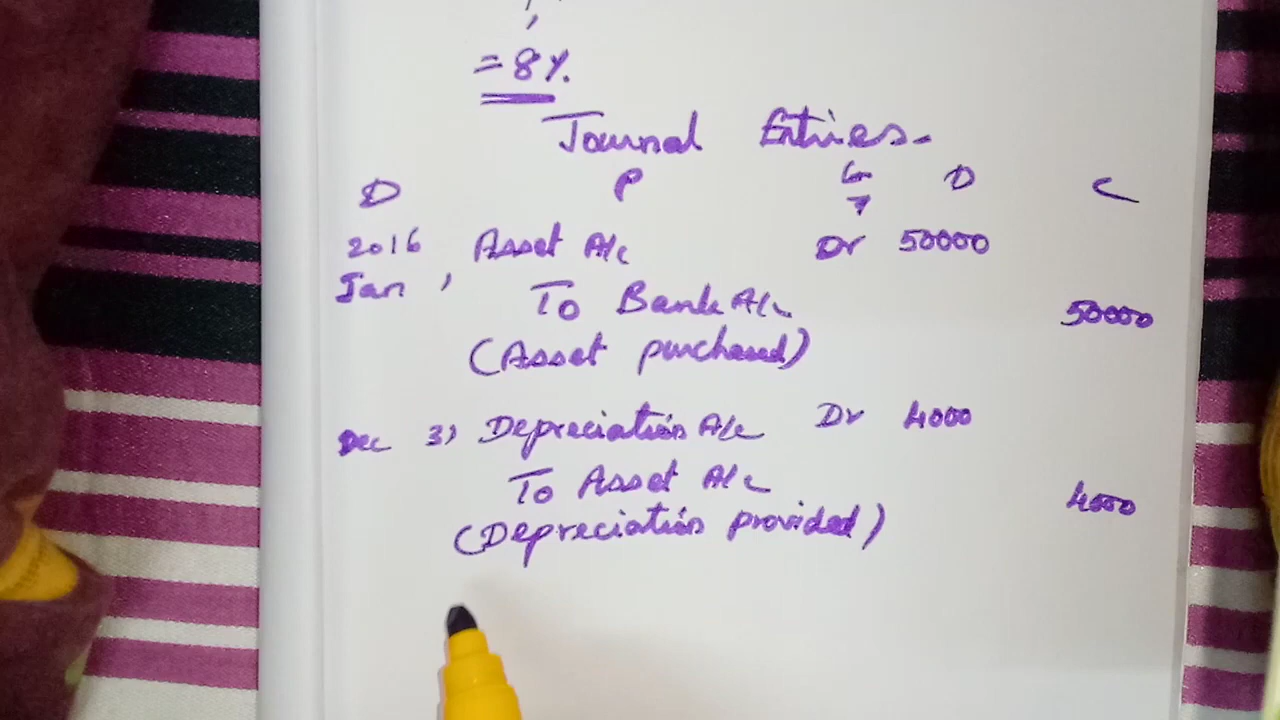 = 8%.
Journal Entries.
D P LF D C
2016 Asset A/c Dr 50000
Jan 1
To Bank A/c 50000
(Asset purchased)
Dec 31 Depreciation A/c Dr 4000
To Asset A/c 4000
(Depreciation provided)